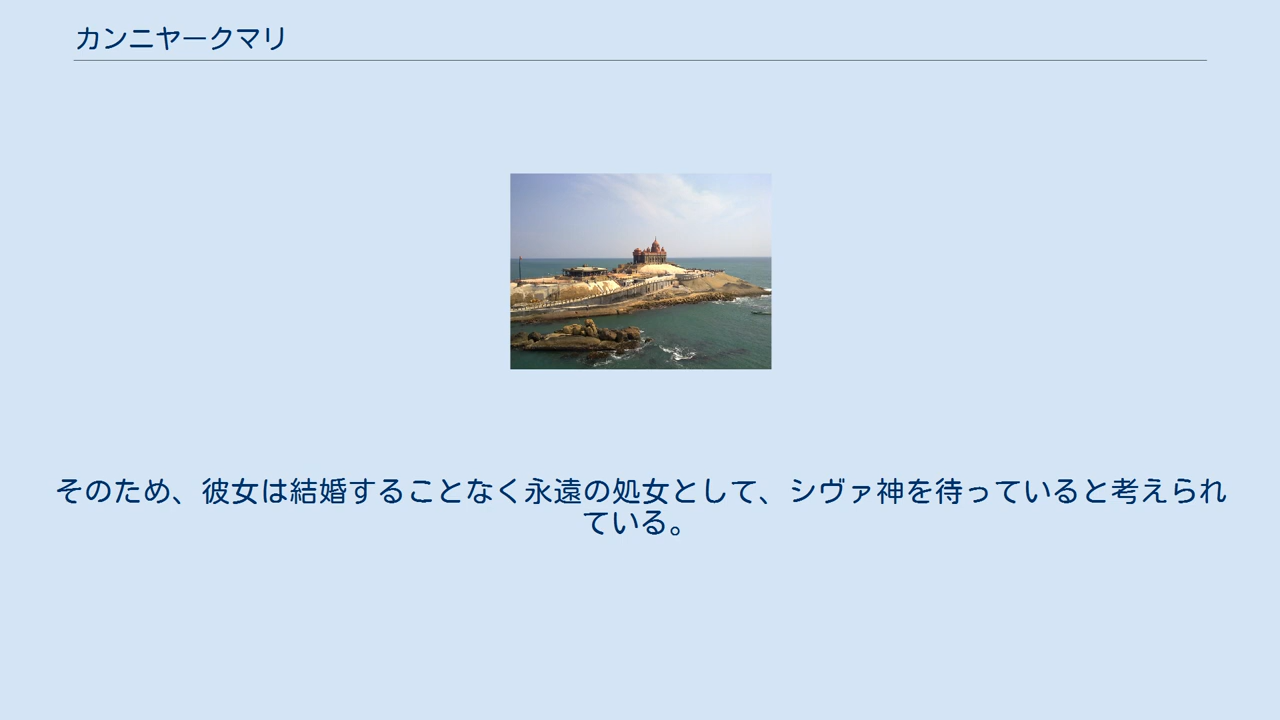 カンニヤークマリ
そのため、彼女は結婚することなく永遠の処女として、シヴァ神を待っていると考えられ
ている。